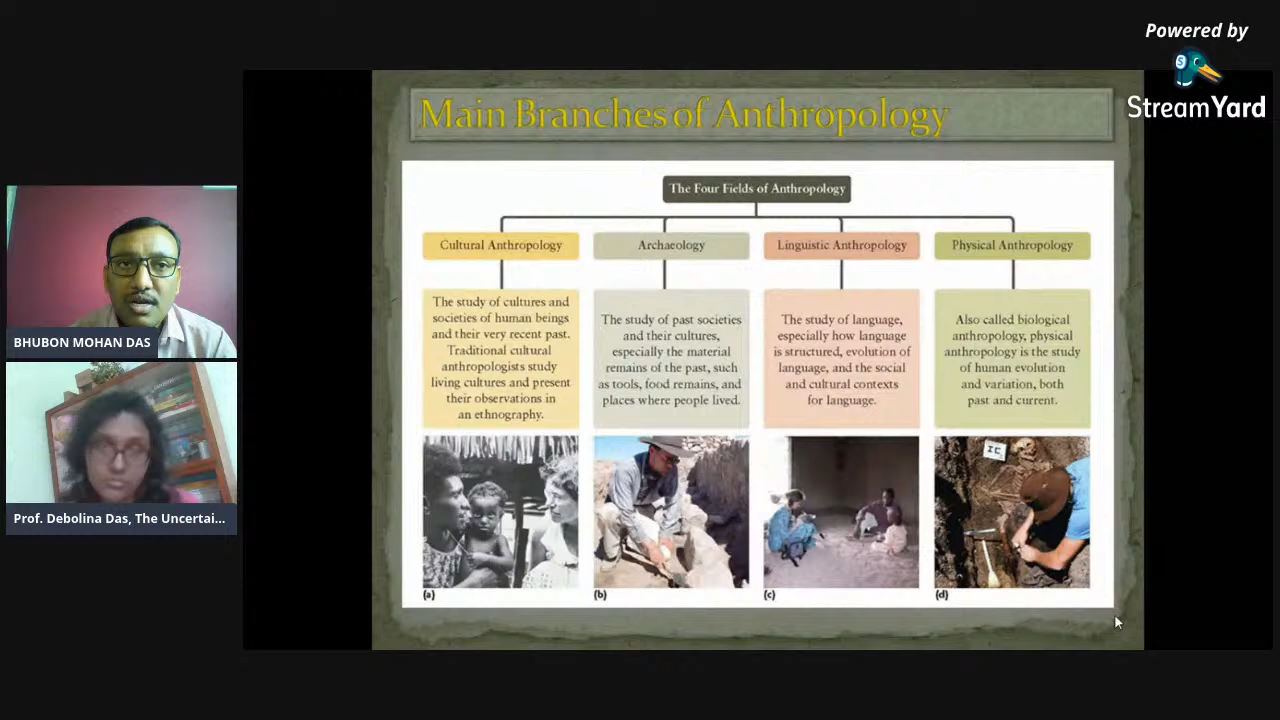 Powered by
StreamYard
Main Branches of Anthropology
The Four Fields of Anthropology
Cultural Anthropology
The study of cultures and
societies of human beings
and their very recent past.
Traditional cultural
anthropologists study
living cultures and present
their observations in
an ethnography.
(a)
Archaeology
The study of past societies
and their cultures,
especially the material
remains of the past, such
as tools, food remains, and
places where people lived.
(b)
Linguistic Anthropology
The study of language,
especially how language
is structured, evolution of
language, and the social
and cultural contexts
for language.
(c)
Physical Anthropology
Also called biological
anthropology, physical
anthropology is the study
of human evolution
and variation, both
past and current.
IC
(d)
BHUBON MOHAN DAS
Prof. Debolina Das, The Uncertai...